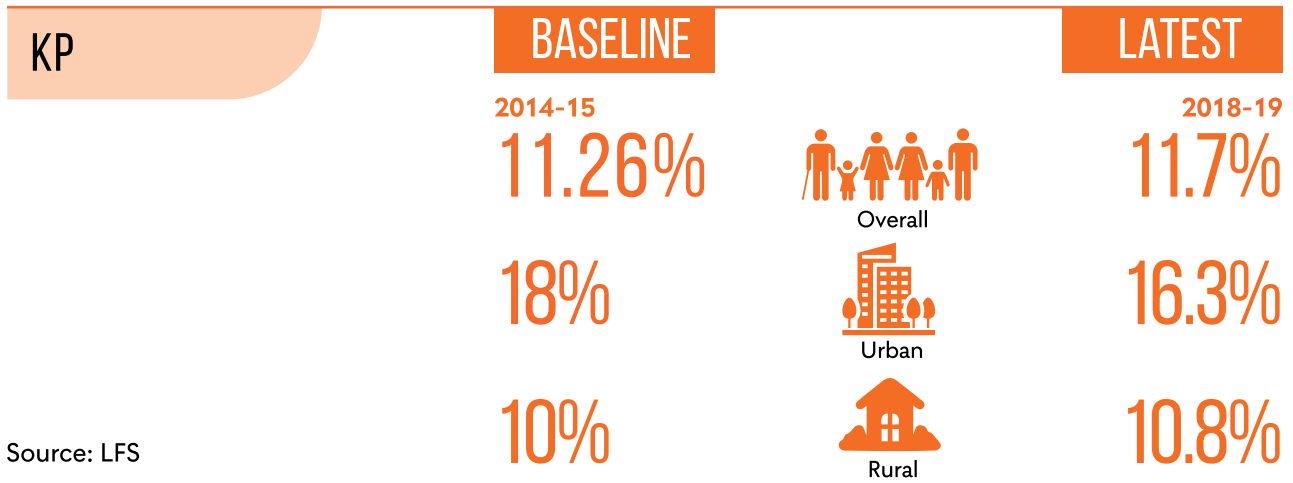 KP
BASELINE
LATEST
2014-15
2018-19
11.26%
11.7%
Overall
18%
16.3%
Urban
10%
10.8%
Rural
Source: LFS